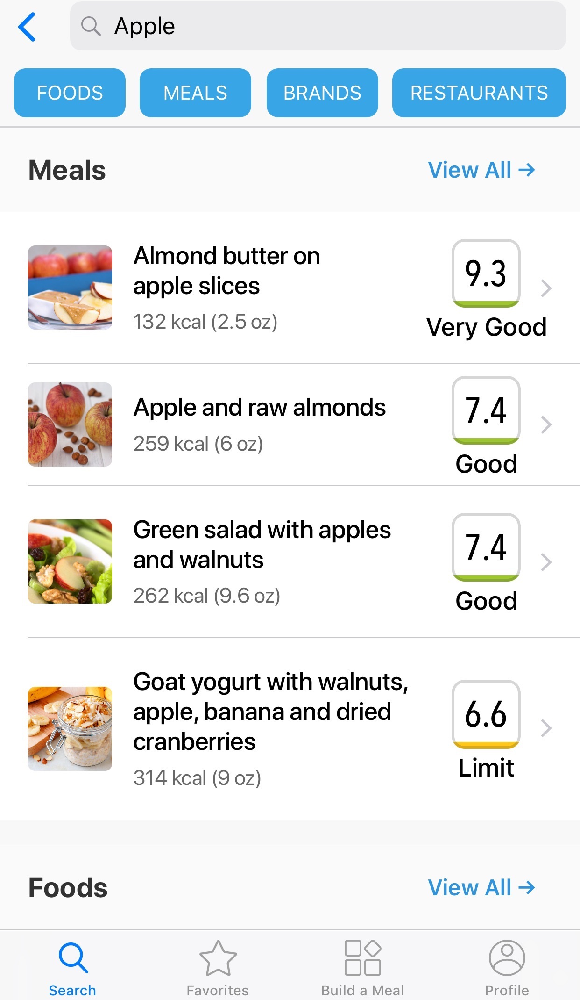 Apple
FOODS MEALS BRANDS RESTAURANTS
Meals View All →
Almond butter on
apple slices
132 kcal (2.5 oz)
9.3
Very Good
Apple and raw almonds
259 kcal (6 oz)
7.4
Good
Green salad with apples
and walnuts
262 kcal (9.6 oz)
7.4
Good
Goat yogurt with walnuts,
apple, banana and dried
cranberries
314 kcal (9 oz)
6.6
Limit
Foods View All →
Search Favorites Build a Meal Profile